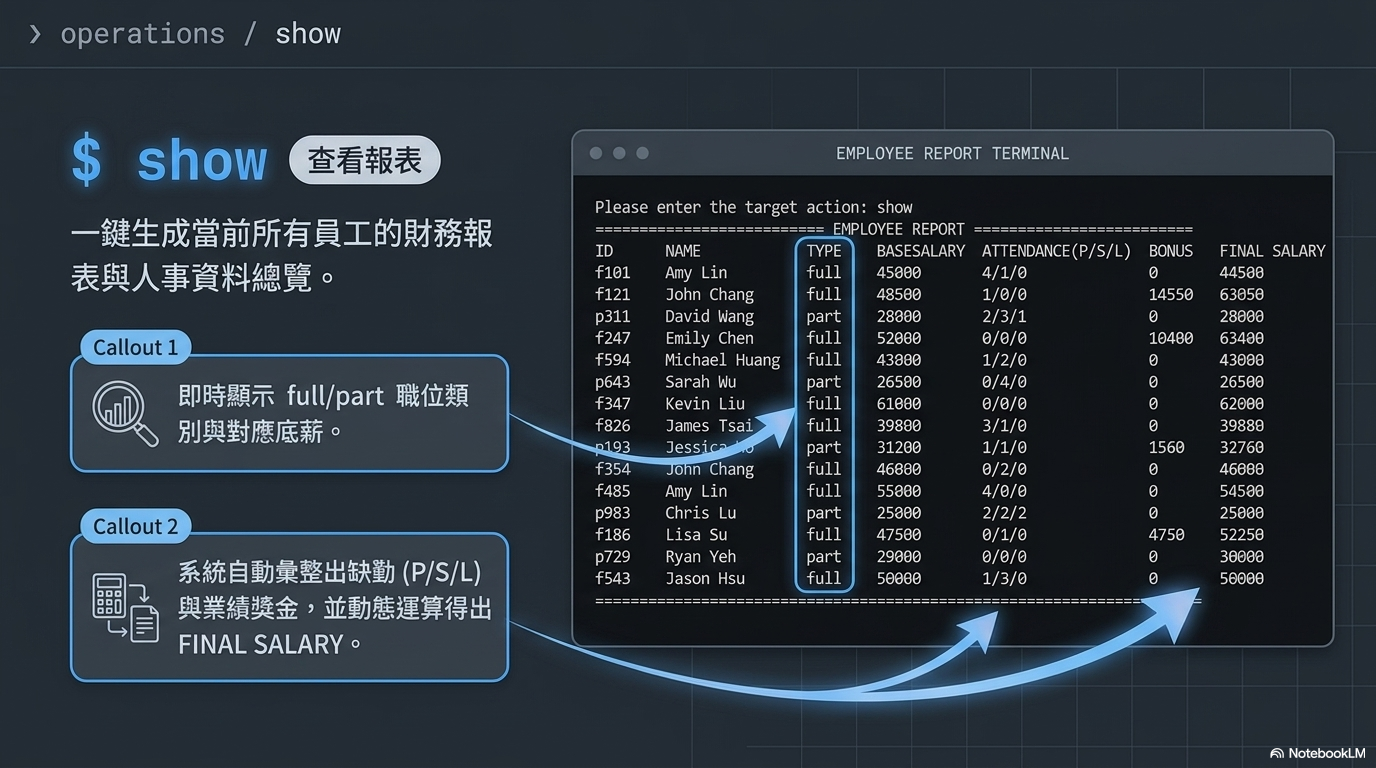 › operations / show
$ show 查看報表
一鍵生成當前所有員工的財務報
表與人事資料總覽。
Callout 1
即時顯示 full/part 職位類
別與對應底薪。
Callout 2
系統自動彙整出缺勤 (P/S/L)
與業績獎金，並動態運算得出
FINAL SALARY。
EMPLOYEE REPORT TERMINAL
Please enter the target action: show
========================== EMPLOYEE REPORT =========================
ID NAME TYPE BASESALARY ATTENDANCE(P/S/L) BONUS FINAL SALARY
f101 Amy Lin full 45000 4/1/0 0 44500
f121 John Chang full 48500 1/0/0 14550 63050
p311 David Wang part 28000 2/3/1 0 28000
f247 Emily Chen full 52000 0/0/0 10400 63400
f594 Michael Huang full 43000 1/2/0 0 43000
p643 Sarah Wu part 26500 0/4/0 0 26500
f347 Kevin Liu full 61000 0/0/0 0 62000
f826 James Tsai full 39800 3/1/0 0 39880
p193 Jessica part 31200 1/1/0 1560 32760
f354 John Chang full 46000 0/2/0 0 46000
f485 Amy Lin full 55000 4/0/0 0 54500
p983 Chris Lu part 25000 2/2/2 0 25000
f186 Lisa Su full 47500 0/1/0 4750 52250
p729 Ryan Yeh part 29000 0/0/0 0 30000
f543 Jason Hsu full 50000 1/3/0 0 50000
=====================================================================
NotebookLM